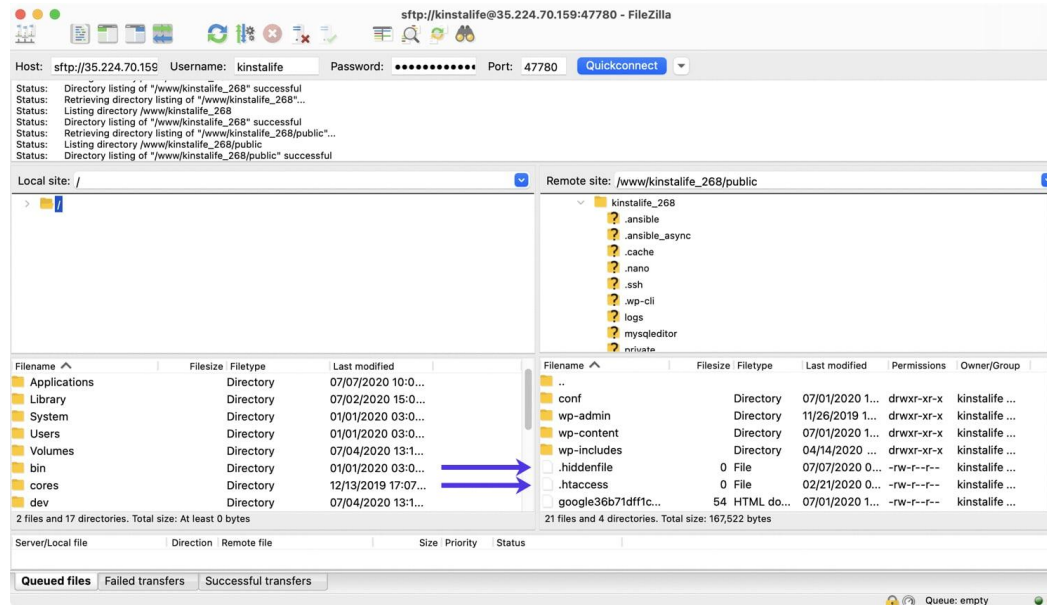 sftp://kinstalife@35.224.70.159:47780 - FileZilla
Host: sftp://35.224.70.159 Username: kinstalife Password: ●●●●●●●●●●●● Port: 47780 Quickconnect
Status: Directory listing of "/www/kinstalife_268" successful
Status: Retrieving directory listing of "/www/kinstalife_268"...
Status: Listing directory /www/kinstalife_268
Status: Directory listing of "/www/kinstalife_268" successful
Status: Retrieving directory listing of "/www/kinstalife_268/public"...
Status: Listing directory /www/kinstalife_268/public
Status: Directory listing of "/www/kinstalife_268/public" successful
Local site: /
/
Remote site: /www/kinstalife_268/public
kinstalife_268
.ansible
.ansible_async
.cache
.nano
.ssh
.wp-cli
logs
mysqleditor
private
Filename Filesize Filetype Last modified
Applications Directory 07/07/2020 10:0...
Library Directory 07/02/2020 15:0...
System Directory 01/01/2020 03:0...
Users Directory 01/01/2020 03:0...
Volumes Directory 07/04/2020 13:1...
bin Directory 01/01/2020 03:0...
cores Directory 12/13/2019 17:07...
dev Directory 07/04/2020 13:1...
2 files and 17 directories. Total size: At least 0 bytes
Filename Filesize Filetype Last modified Permissions Owner/Group
..
conf Directory 07/01/2020 1... drwxr-xr-x kinstalife ...
wp-admin Directory 11/26/2019 1... drwxr-xr-x kinstalife ...
wp-content Directory 07/01/2020 1... drwxr-xr-x kinstalife ...
wp-includes Directory 04/14/2020 ... drwxr-xr-x kinstalife ...
.hiddenfile 0 File 07/07/2020 0... -rw-r--r-- kinstalife ...
.htaccess 0 File 02/21/2020 0... -rw-r--r-- kinstalife ...
google36b71dff1c... 54 HTML do... 07/01/2020 1... -rw-r--r-- kinstalife ...
21 files and 4 directories. Total size: 167,522 bytes
Server/Local file Direction Remote file Size Priority Status
Queued files Failed transfers Successful transfers
Queue: empty